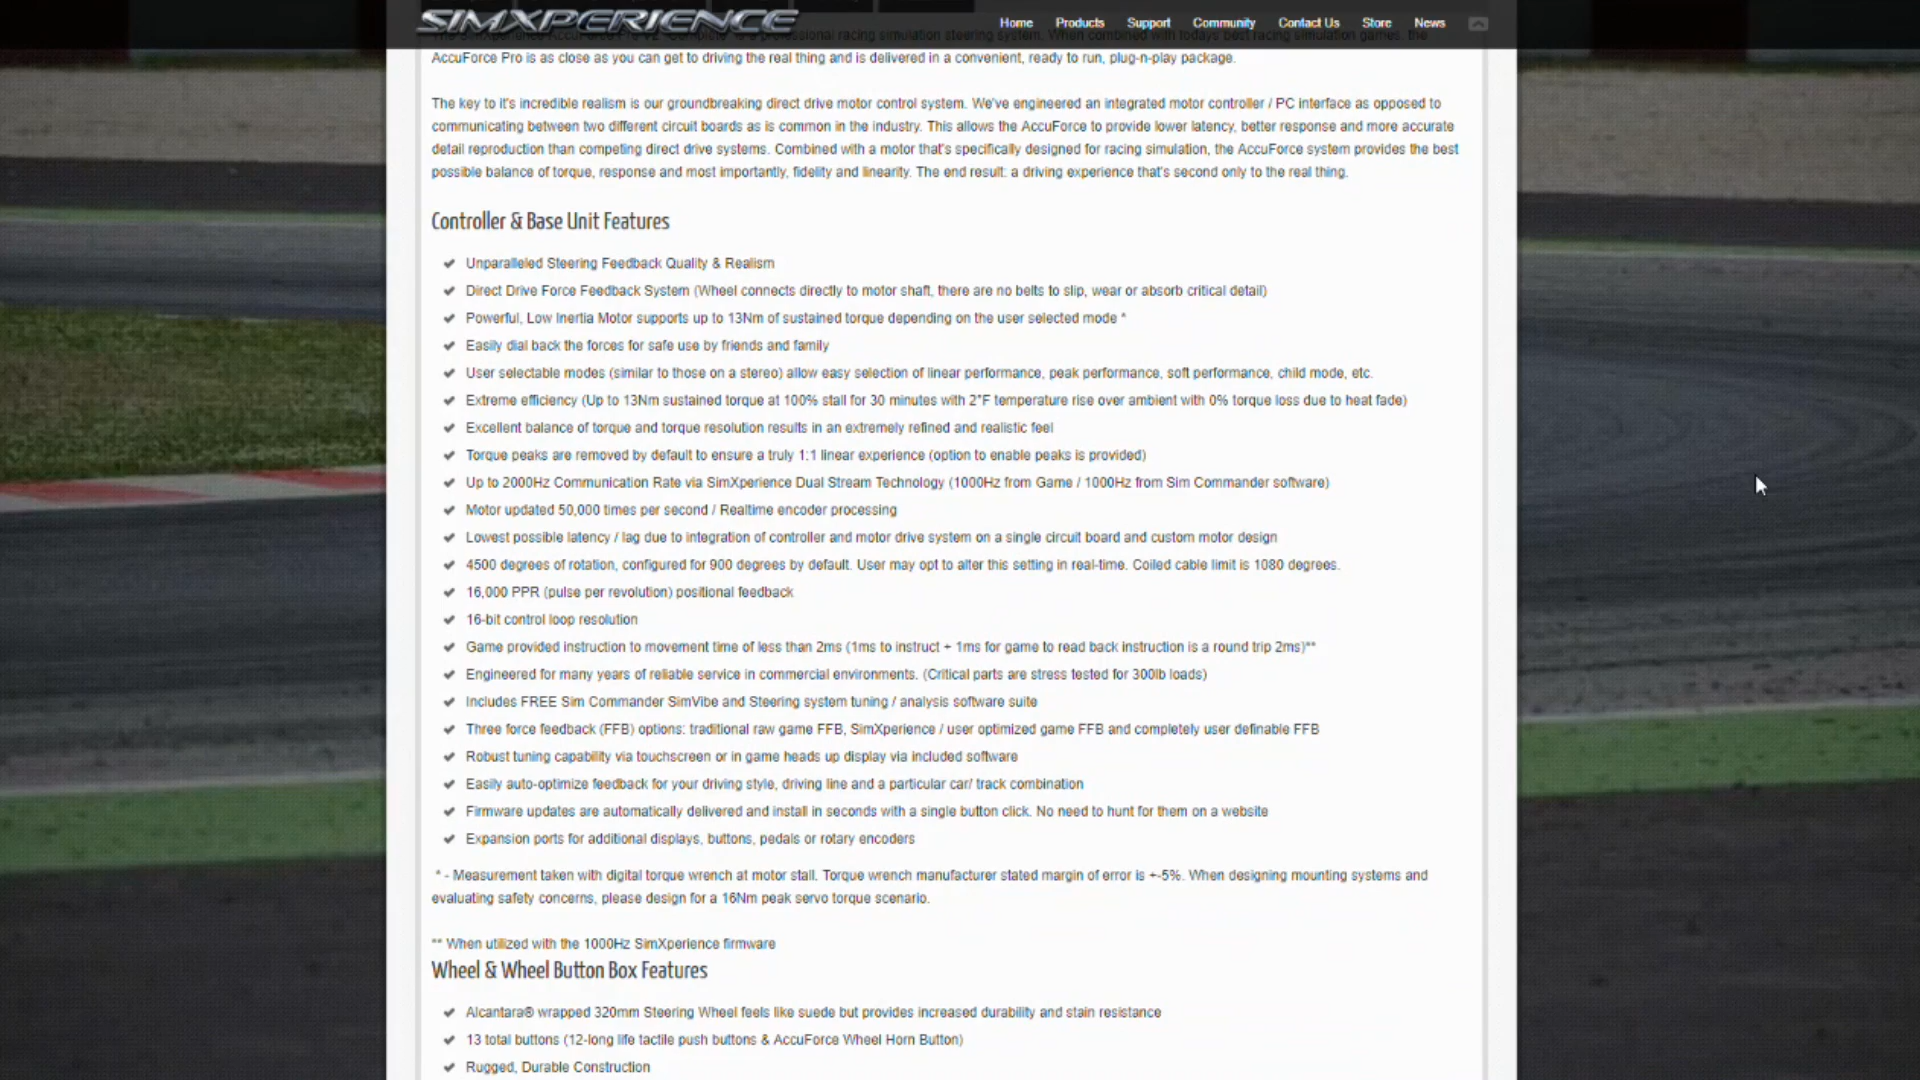 SIMXPERIENCE
Home Products Support Community Contact Us Store News
The SimXperience AccuForce Pro V2 "Complete" is a professional racing simulation steering system. When combined with todays best racing simulation games, the
AccuForce Pro is as close as you can get to driving the real thing and is delivered in a convenient, ready to run, plug-n-play package.
The key to it's incredible realism is our groundbreaking direct drive motor control system. We've engineered an integrated motor controller / PC interface as opposed to
communicating between two different circuit boards as is common in the industry. This allows the AccuForce to provide lower latency, better response and more accurate
detail reproduction than competing direct drive systems. Combined with a motor that's specifically designed for racing simulation, the AccuForce system provides the best
possible balance of torque, response and most importantly, fidelity and linearity. The end result: a driving experience that's second only to the real thing.
Controller & Base Unit Features
Unparalleled Steering Feedback Quality & Realism
Direct Drive Force Feedback System (Wheel connects directly to motor shaft, there are no belts to slip, wear or absorb critical detail)
Powerful, Low Inertia Motor supports up to 13Nm of sustained torque depending on the user selected mode *
Easily dial back the forces for safe use by friends and family
User selectable modes (similar to those on a stereo) allow easy selection of linear performance, peak performance, soft performance, child mode, etc.
Extreme efficiency (Up to 13Nm sustained torque at 100% stall for 30 minutes with 2°F temperature rise over ambient with 0% torque loss due to heat fade)
Excellent balance of torque and torque resolution results in an extremely refined and realistic feel
Torque peaks are removed by default to ensure a truly 1:1 linear experience (option to enable peaks is provided)
Up to 2000Hz Communication Rate via SimXperience Dual Stream Technology (1000Hz from Game / 1000Hz from Sim Commander software)
Motor updated 50,000 times per second / Realtime encoder processing
Lowest possible latency / lag due to integration of controller and motor drive system on a single circuit board and custom motor design
4500 degrees of rotation, configured for 900 degrees by default. User may opt to alter this setting in real-time. Coiled cable limit is 1080 degrees.
16,000 PPR (pulse per revolution) positional feedback
16-bit control loop resolution
Game provided instruction to movement time of less than 2ms (1ms to instruct + 1ms for game to read back instruction is a round trip 2ms)**
Engineered for many years of reliable service in commercial environments. (Critical parts are stress tested for 300lb loads)
Includes FREE Sim Commander SimVibe and Steering system tuning / analysis software suite
Three force feedback (FFB) options: traditional raw game FFB, SimXperience / user optimized game FFB and completely user definable FFB
Robust tuning capability via touchscreen or in game heads up display via included software
Easily auto-optimize feedback for your driving style, driving line and a particular car/ track combination
Firmware updates are automatically delivered and install in seconds with a single button click. No need to hunt for them on a website
Expansion ports for additional displays, buttons, pedals or rotary encoders
* - Measurement taken with digital torque wrench at motor stall. Torque wrench manufacturer stated margin of error is +-5%. When designing mounting systems and
evaluating safety concerns, please design for a 16Nm peak servo torque scenario.
** When utilized with the 1000Hz SimXperience firmware
Wheel & Wheel Button Box Features
Alcantara® wrapped 320mm Steering Wheel feels like suede but provides increased durability and stain resistance
13 total buttons (12-long life tactile push buttons & AccuForce Wheel Horn Button)
Rugged, Durable Construction